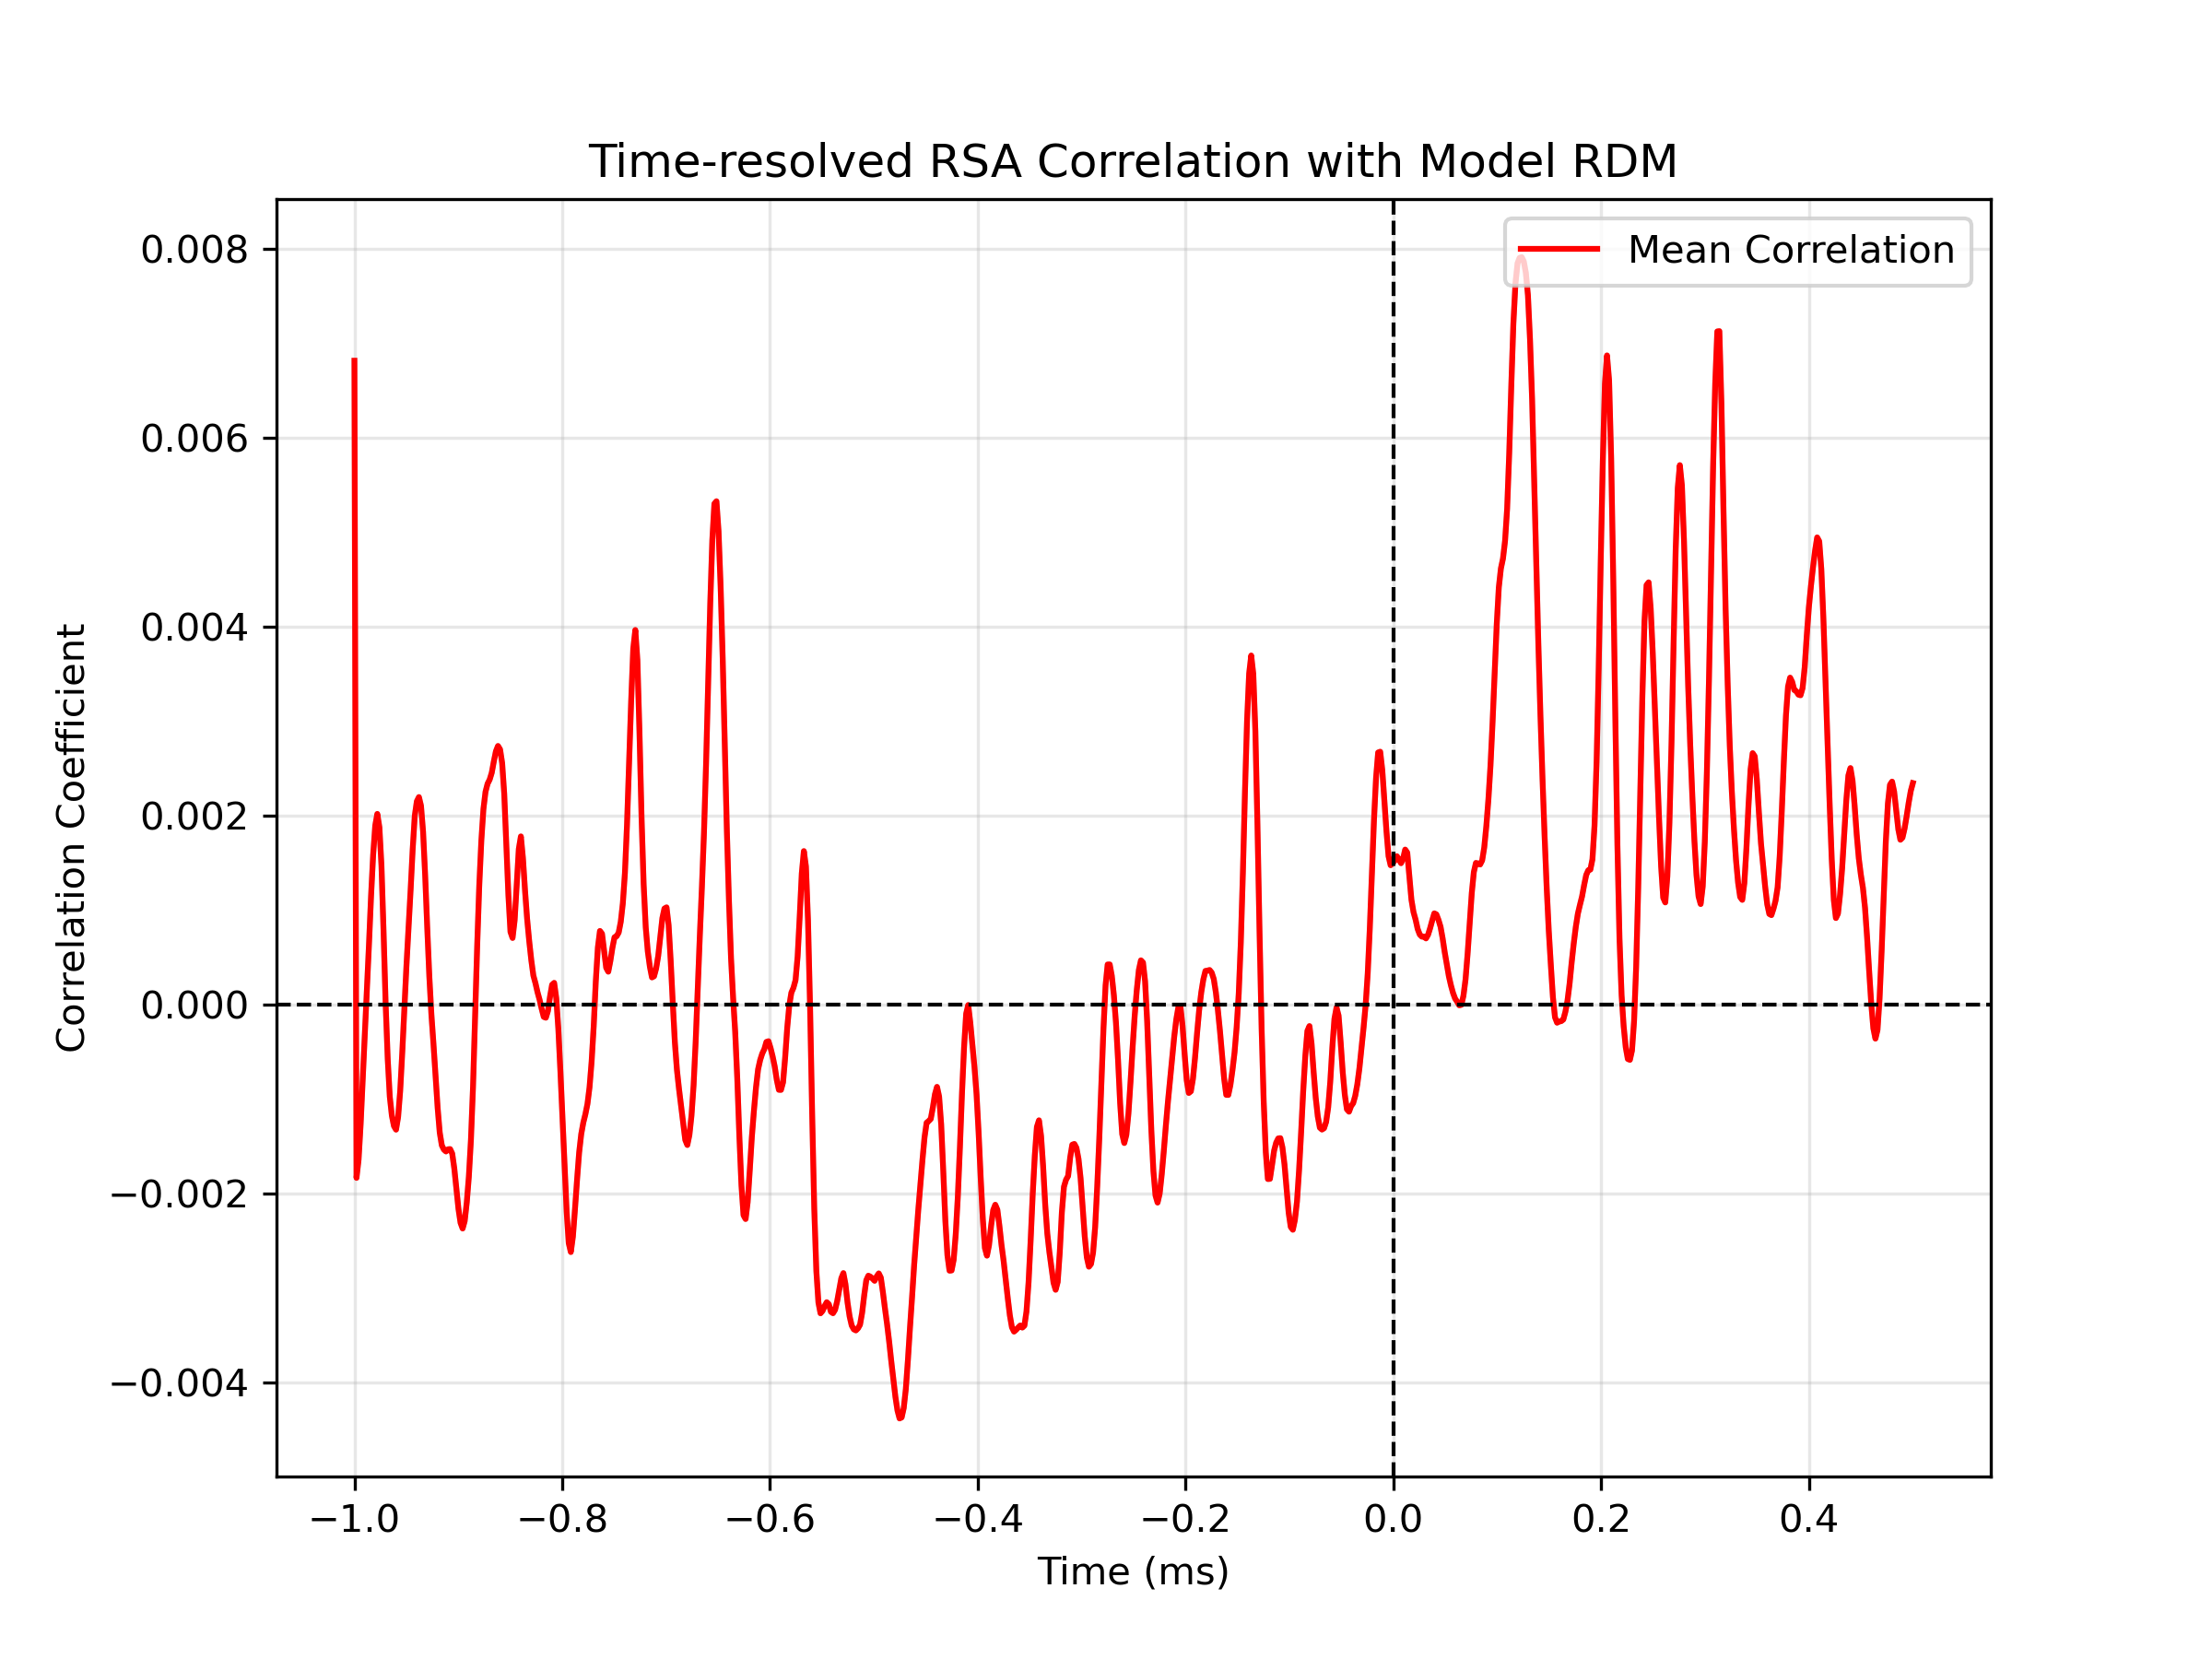 Time-resolved RSA Correlation with Model RDM
Mean Correlation
Correlation Coefficient
0.008
0.006
0.004
0.002
0.000
−0.002
−0.004
−1.0 −0.8 −0.6 −0.4 −0.2 0.0 0.2 0.4
Time (ms)